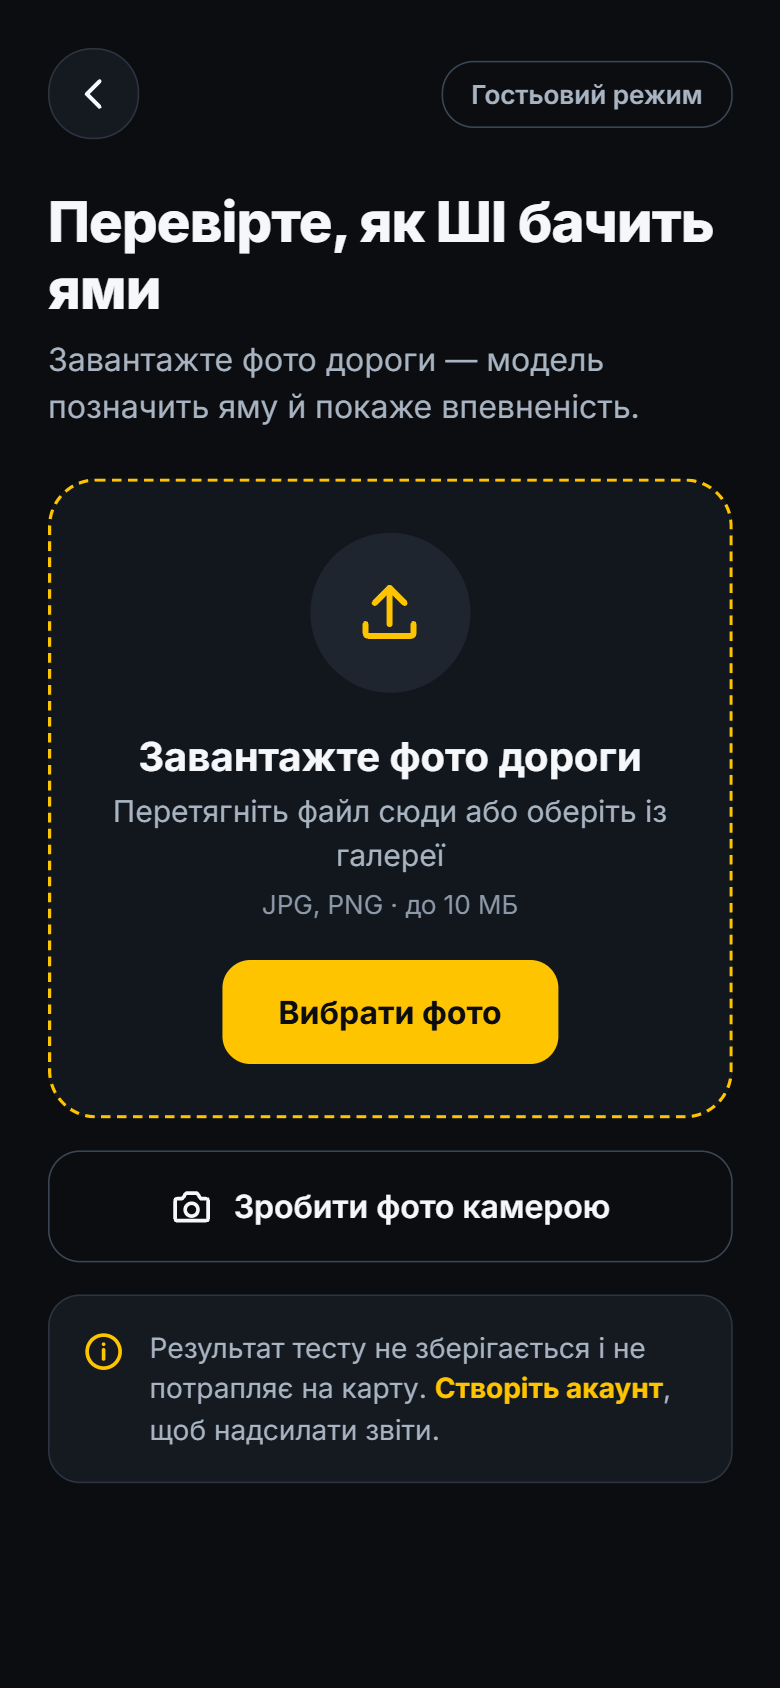 Гостьовий режим
Перевірте, як ШІ бачить
ями
Завантажте фото дороги — модель
позначить яму й покаже впевненість.
Завантажте фото дороги
Перетягніть файл сюди або оберіть із
галереї
JPG, PNG · до 10 МБ
Вибрати фото
Зробити фото камерою
Результат тесту не зберігається і не
потрапляє на карту. Створіть акаунт,
щоб надсилати звіти.